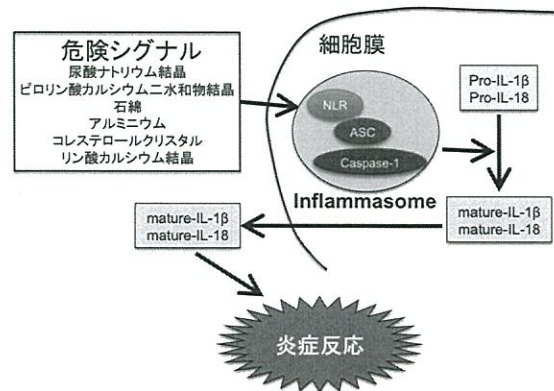 危険シグナル
尿酸ナトリウム結晶
ピロリン酸カルシウム二水和物結晶
石綿
アルミニウム
コレステロールクリスタル
リン酸カルシウム結晶
細胞膜
NLR
ASC
Caspase-1
Inflammasome
Pro-IL-1β
Pro-IL-18
mature-IL-1β
mature-IL-18
mature-IL-1β
mature-IL-18
炎症反応